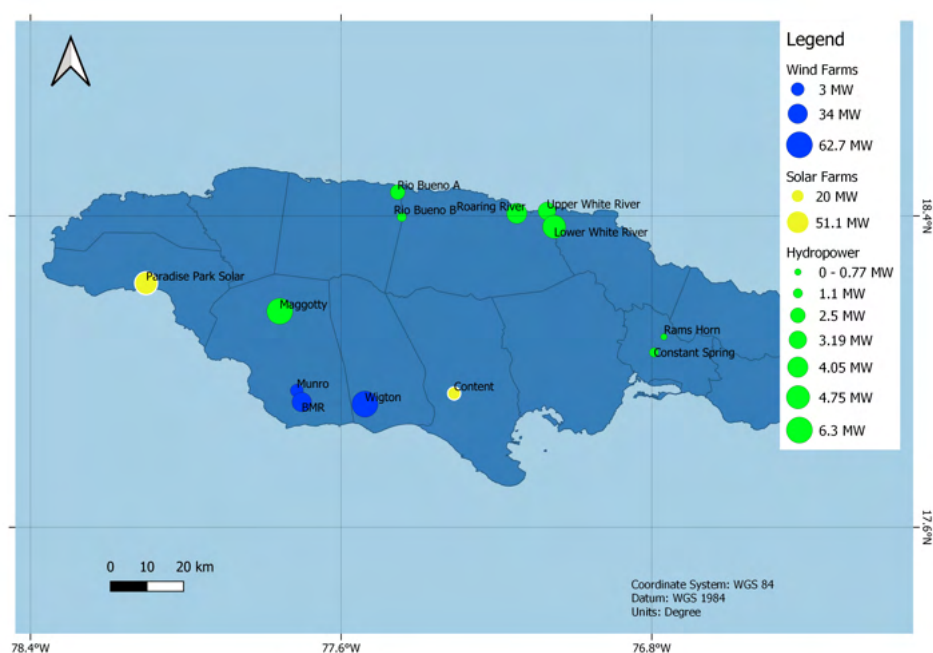 Legend
Wind Farms
3 MW
34 MW
62.7 MW
Solar Farms
20 MW
51.1 MW
Hydropower
0 - 0.77 MW
1.1 MW
2.5 MW
3.19 MW
4.05 MW
4.75 MW
6.3 MW
Rio Bueno A
Rio Bueno B
Roaring River
Upper White River
Lower White River
18.4°N
Paradise Park Solar
Maggotty
Rams Horn
Constant Spring
Munro
BMR
Wigton
Content
17.6°N
0 10 20 km
Coordinate System: WGS 84
Datum: WGS 1984
Units: Degree
78.4°W
77.6°W
76.8°W